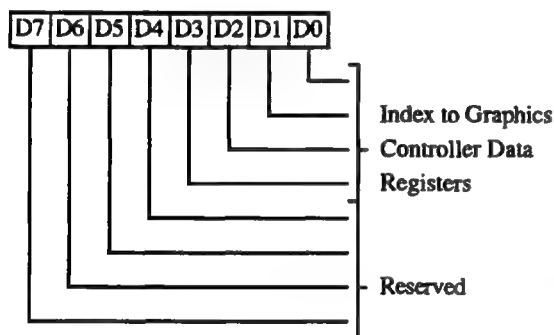 D7 D6 D5 D4 D3 D2 D1 D0
Index to Graphics
Controller Data
Registers
Reserved